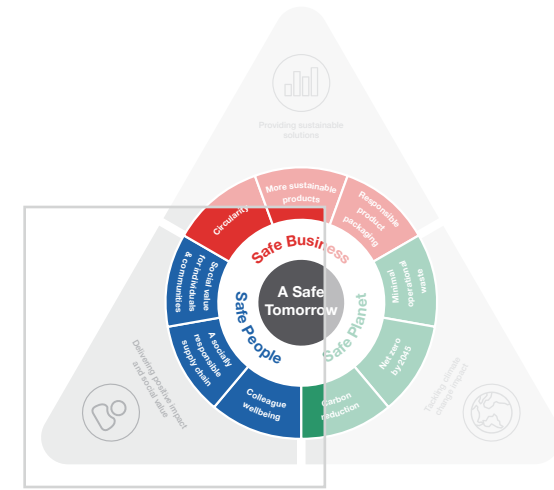 Providing sustainable
solutions
Circularity
More sustainable
products
Responsible
product
packaging
Minimal
operational
waste
Net zero
by 2045
Carbon
reduction
Colleague
wellbeing
A socially
responsible
supply chain
Social value
for individuals
& communities
Safe Business
Safe Planet
Safe People
A Safe
Tomorrow
Delivering positive impact
and social value
Tackling climate
change impact